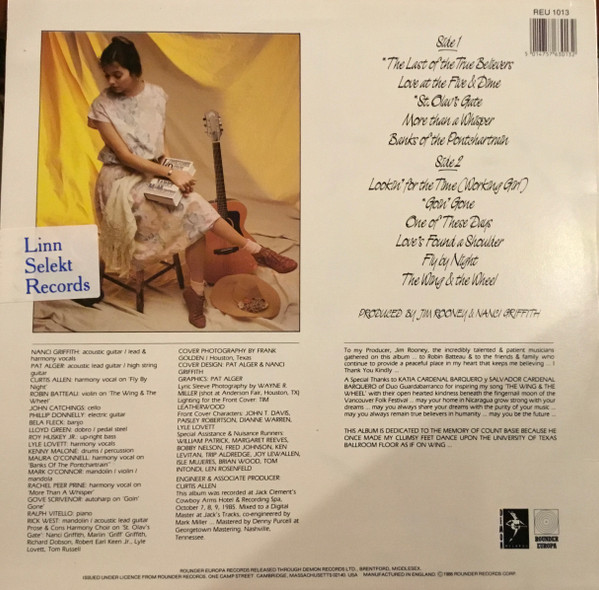 REU 1013
5 014757 630132
Side 1
"The Last of the True Believers
Love at the Five & Dime
"St. Olav's Gate
More than a Whisper
Banks of the Pontchartrain
Side 2
Lookin' for the Time (Working Girl)
"Goin' Gone
One of These Days
Love's Found a Shoulder
Fly by Night
The Wing & the Wheel
PRODUCED BY JIM ROONEY & NANCI GRIFFITH
Linn
Selekt
Records
NANCI GRIFFITH: acoustic guitar / lead &
harmony vocals
PAT ALGER: acoustic lead guitar / high string
guitar
CURTIS ALLEN: harmony vocal on 'Fly By
Night'
ROBIN BATTEAU: violin on 'The Wing & The
Wheel'
JOHN CATCHINGS: cello
PHILLIP DONNELLY: electric guitar
BELA FLECK: banjo
LLOYD GREEN: dobro / pedal steel
ROY HUSKEY JR.: up-right bass
LYLE LOVETT: harmony vocals
KENNY MALONE: drums / percussion
MAURA O'CONNELL: harmony vocal on
'Banks Of The Pontchartrain'
MARK O'CONNOR: mandolin / violin /
mandola
RACHEL PEER PRINE: harmony vocal on
'More Than A Whisper'
GOVE SCRIVENOR: autoharp on 'Goin'
Gone'
RALPH VITELLO: piano
RICK WEST: mandolin / acoustic lead guitar
Prose & Cons Harmony Choir on 'St. Olav's
Gate': Nanci Griffith, Mariin 'Griff' Griffith,
Richard Dobson, Robert Earl Keen Jr., Lyle
Lovett, Tom Russell
COVER PHOTOGRAPHY BY FRANK
GOLDEN / Houston, Texas
COVER DESIGN: PAT ALGER & NANCI
GRIFFITH
GRAPHICS: PAT ALGER
Lyric Sleeve Photography by WAYNE R.
MILLER (shot at Anderson Fair, Houston, TX)
Lighting for the Front Cover: TIM
LEATHERWOOD
Front Cover Characters: JOHN T. DAVIS,
PAISLEY ROBERTSON, DIANNE WARREN,
LYLE LOVETT
Special Assistance & Nuisance Runners:
WILLIAM PATRICK, MARGARET REEVES,
BOBBY NELSON, FRED JOHNSON, KEN
LEVITAN, TRIP ALDREDGE, JOY LEWALLEN,
ISLE MUJERES, BRIAN WOOD, TOM
INTONDI, LEN ROSENFELD
ENGINEER & ASSOCIATE PRODUCER
CURTIS ALLEN
This album was recorded at Jack Clement's
Cowboy Arms Hotel & Recording Spa,
October 7, 8, 9, 1985. Mixed to a Digital
Master at Jack's Tracks, co-engineered by
Mark Miller ... Mastered by Denny Purcell at
Georgetown Mastering, Nashville,
Tennessee.
To my Producer, Jim Rooney, the incredibly talented & patient musicians
gathered on this album ... to Robin Batteau & to the friends & family who
continue to provide a peaceful place in my heart that keeps me believing ... I
Thank You Kindly ...
A Special Thanks to KATIA CARDENAL BARQUERO y SALVADOR CARDENAL
BARQUERO of Duo Guardabarranco for inspiring my song 'THE WING & THE
WHEEL' with their open hearted kindness beneath the fingernail moon of the
Vancouver Folk Festival ... may your home in Nicaragua grow strong with your
dreams ... may you always share your dreams with the purity of your music ...
may you always remain true believers in humanity ... may you be the future ...
THIS ALBUM IS DEDICATED TO THE MEMORY OF COUNT BASIE BECAUSE HE
ONCE MADE MY CLUMSY FEET DANCE UPON THE UNIVERSITY OF TEXAS
BALLROOM FLOOR AS IF ON WING ...
ROUNDER
EUROPA
ROUNDER EUROPA RECORDS RELEASED THROUGH DEMON RECORDS LTD., BRENTFORD, MIDDLESEX.
ISSUED UNDER LICENCE FROM ROUNDER RECORDS, ONE CAMP STREET, CAMBRIDGE, MASSACHUSETTS 02140. USA MANUFACTURED IN ENGLAND. © 1986 ROUNDER RECORDS CORP.